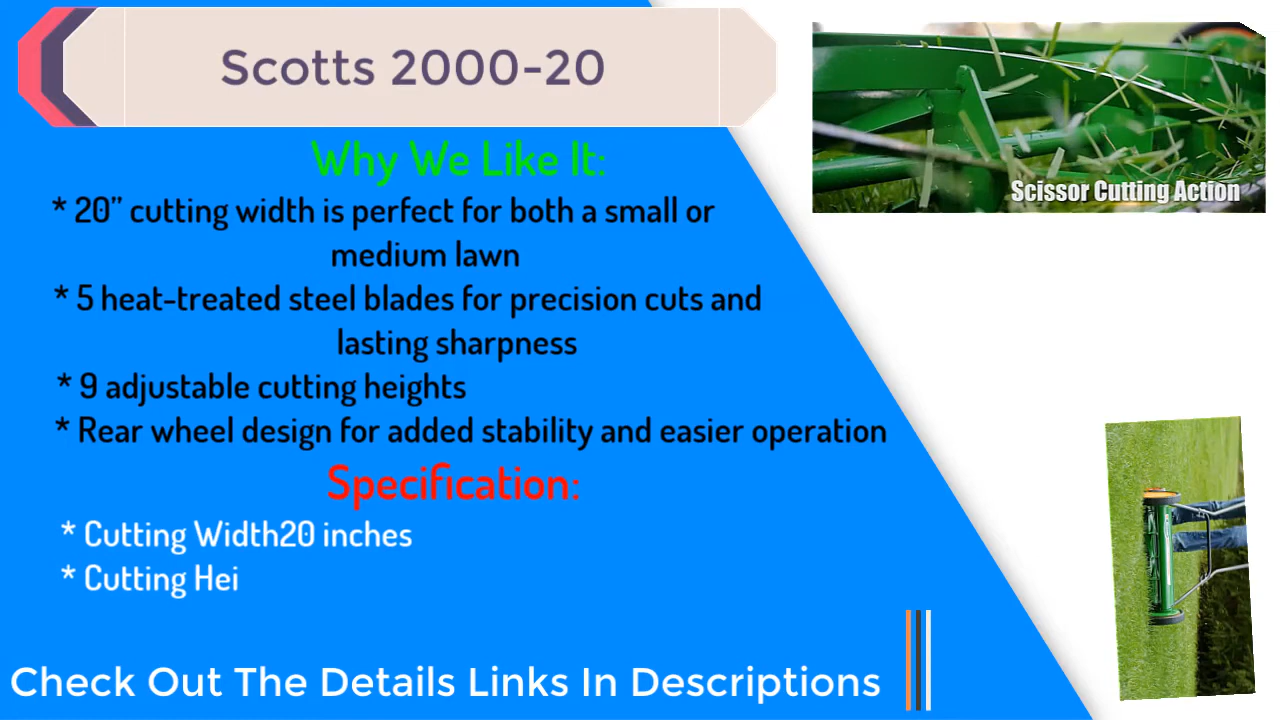 Scotts 2000-20
Scissor Cutting Action
Why We Like It:
* 20” cutting width is perfect for both a small or
medium lawn
* 5 heat-treated steel blades for precision cuts and
lasting sharpness
* 9 adjustable cutting heights
* Rear wheel design for added stability and easier operation
Specification:
* Cutting Width20 inches
* Cutting Hei
Check Out The Details Links In Descriptions